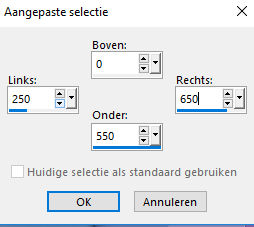 Aangepaste selectie
Boven:
0
Links:
250
Rechts:
650
Onder:
550
Huidige selectie als standaard gebruiken
OK
Annuleren